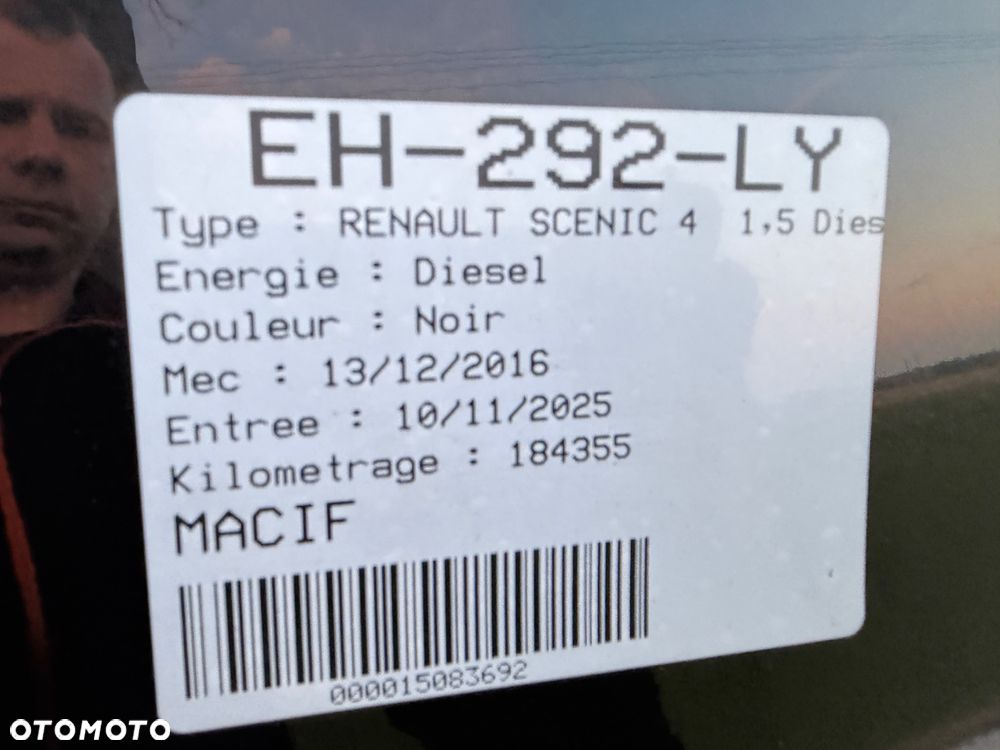 EH-292-LY
Type : RENAULT SCENIC 4 1,5 Dies
Energie : Diesel
Couleur : Noir
Mec : 13/12/2016
Entree : 10/11/2025
Kilometrage : 184355
MACIF
000015083692
OTOMOTO